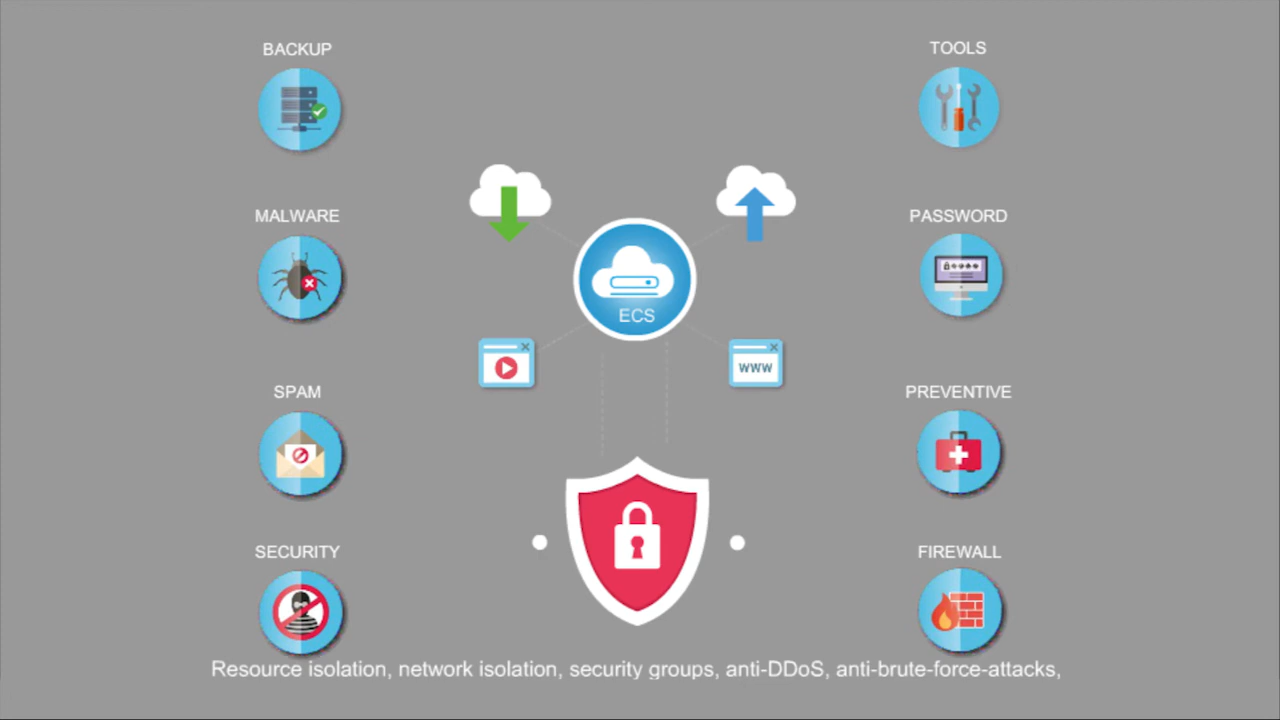 BACKUP
TOOLS
MALWARE
PASSWORD
ECS
WWW
SPAM
PREVENTIVE
SECURITY
FIREWALL
Resource isolation, network isolation, security groups, anti-DDoS, anti-brute-force-attacks,